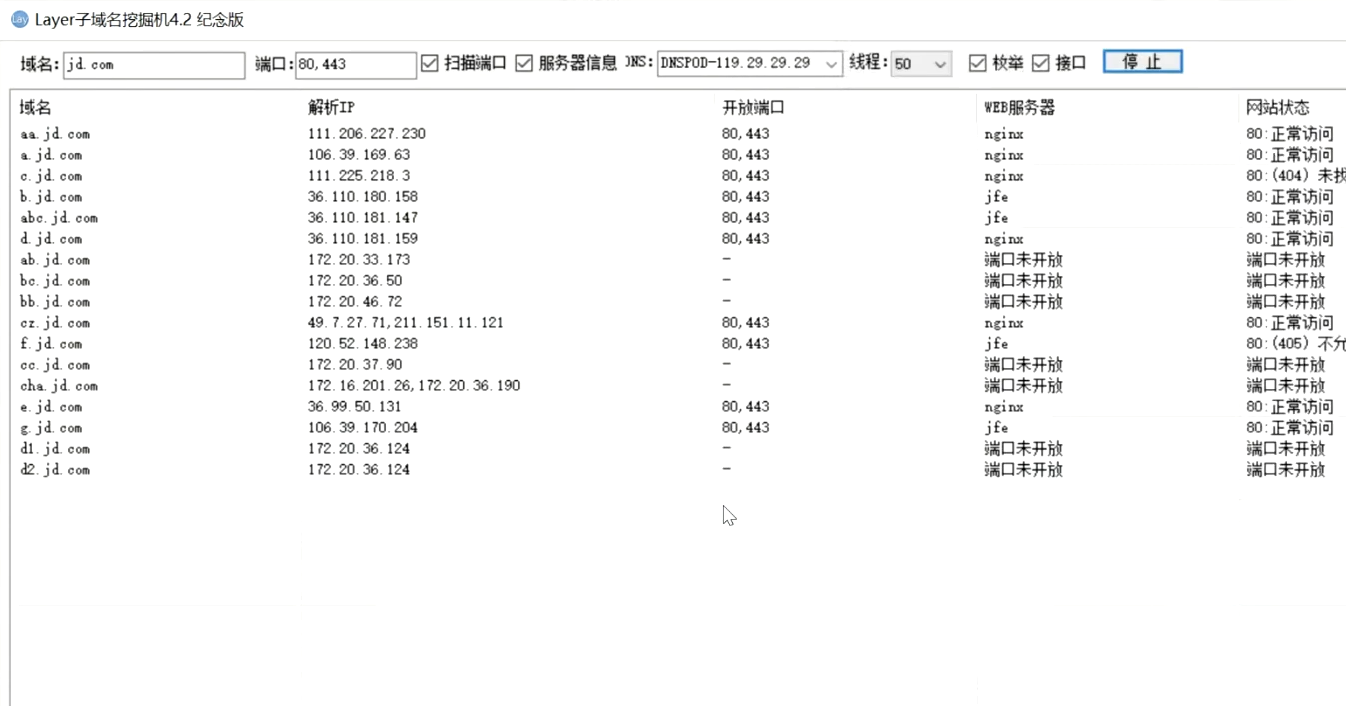 Lay Layer子域名挖掘机4.2 纪念版
域名: jd.com 端口: 80,443 扫描端口 服务器信息 DNS: DNSPOD-119.29.29.29 线程: 50 枚举 接口 停 止
域名 解析IP 开放端口 WEB服务器 网站状态
aa.jd.com 111.206.227.230 80,443 nginx 80:正常访问
a.jd.com 106.39.169.63 80,443 nginx 80:正常访问
c.jd.com 111.225.218.3 80,443 nginx 80:(404) 未找
b.jd.com 36.110.180.158 80,443 jfe 80:正常访问
abc.jd.com 36.110.181.147 80,443 jfe 80:正常访问
d.jd.com 36.110.181.159 80,443 nginx 80:正常访问
ab.jd.com 172.20.33.173 - 端口未开放 端口未开放
bc.jd.com 172.20.36.50 - 端口未开放 端口未开放
bb.jd.com 172.20.46.72 - 端口未开放 端口未开放
cz.jd.com 49.7.27.71,211.151.11.121 80,443 nginx 80:正常访问
f.jd.com 120.52.148.238 80,443 jfe 80:(405) 不允
cc.jd.com 172.20.37.90 - 端口未开放 端口未开放
cha.jd.com 172.16.201.26,172.20.36.190 - 端口未开放 端口未开放
e.jd.com 36.99.50.131 80,443 nginx 80:正常访问
g.jd.com 106.39.170.204 80,443 jfe 80:正常访问
d1.jd.com 172.20.36.124 - 端口未开放 端口未开放
d2.jd.com 172.20.36.124 - 端口未开放 端口未开放